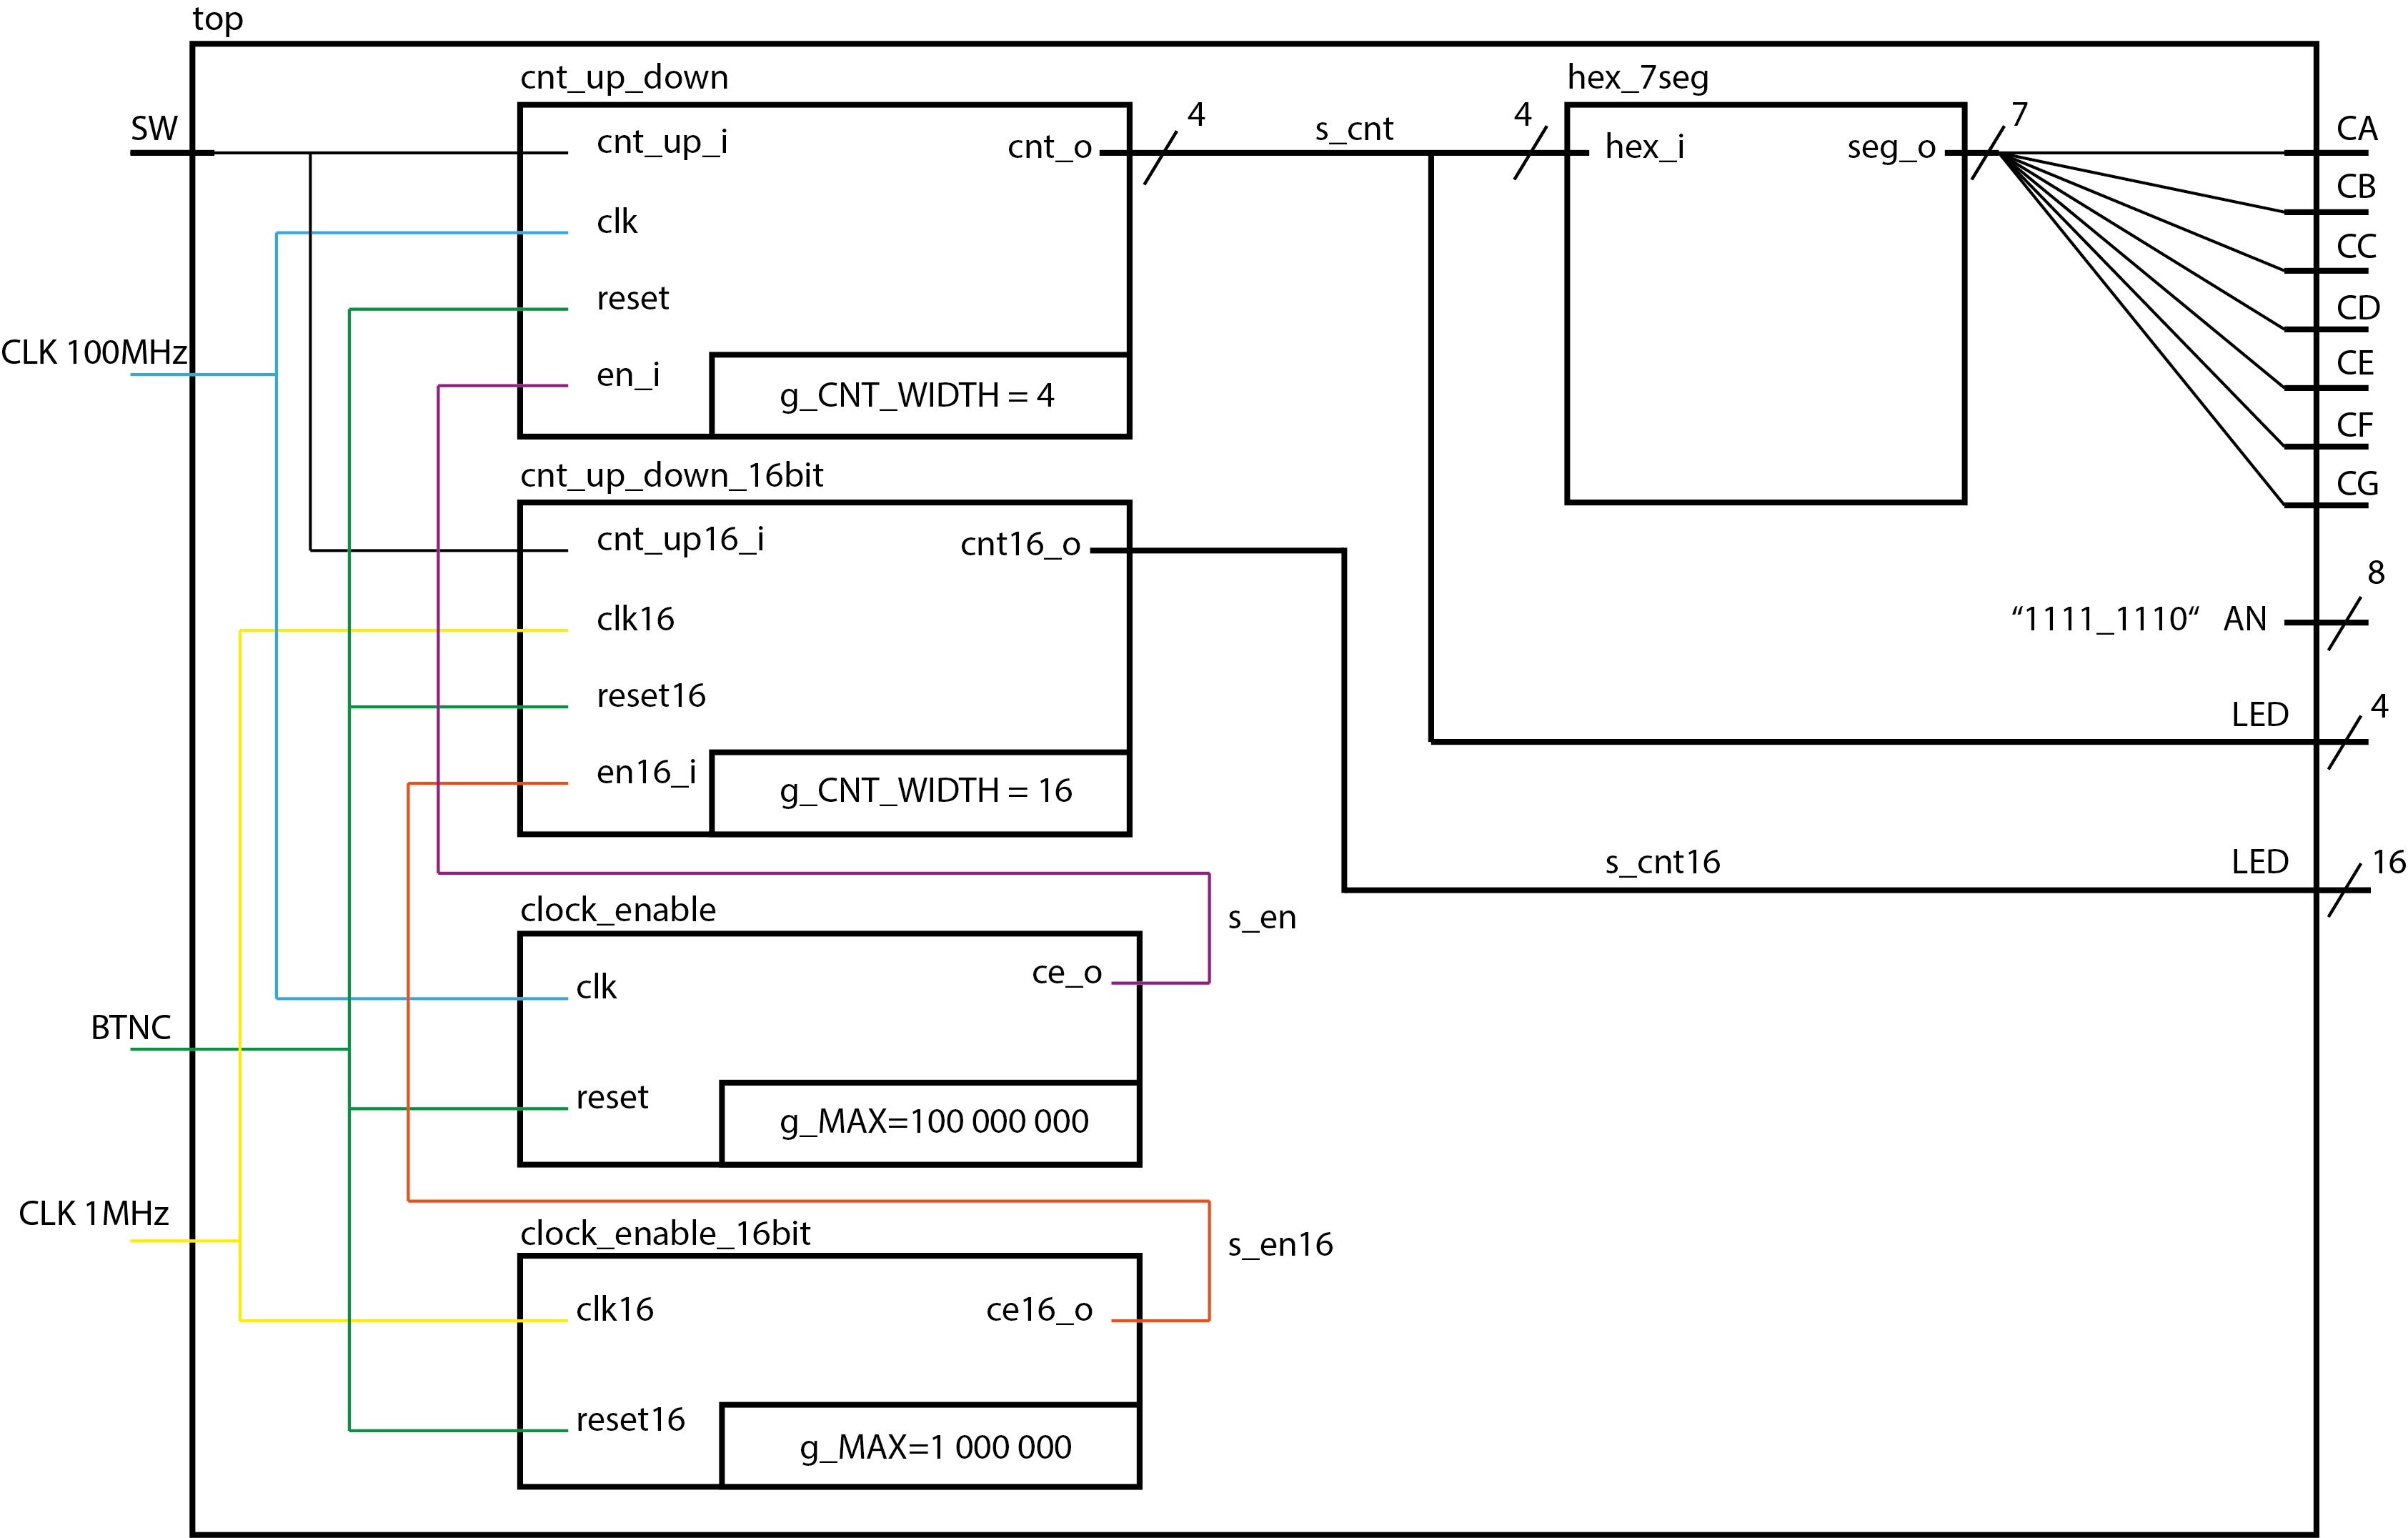 top
cnt_up_down
hex_7seg
SW
cnt_up_i
cnt_o
4
s_cnt
4
hex_i
seg_o
7
CA
CB
CC
CD
CE
CF
CG
clk
reset
CLK 100MHz
en_i
g_CNT_WIDTH = 4
cnt_up_down_16bit
cnt_up16_i
cnt16_o
clk16
reset16
en16_i
g_CNT_WIDTH = 16
8
“1111_1110“ AN
LED
4
s_cnt16
LED
16
clock_enable
s_en
clk
ce_o
BTNC
reset
g_MAX=100 000 000
CLK 1MHz
clock_enable_16bit
s_en16
clk16
ce16_o
reset16
g_MAX=1 000 000